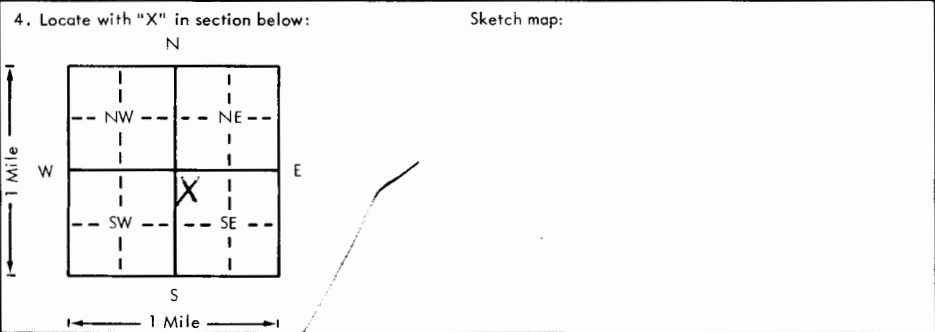 4. Locate with "X" in section below:
Sketch map:
N
NW
NE
W
E
1 Mile
X
SW
SE
S
1 Mile